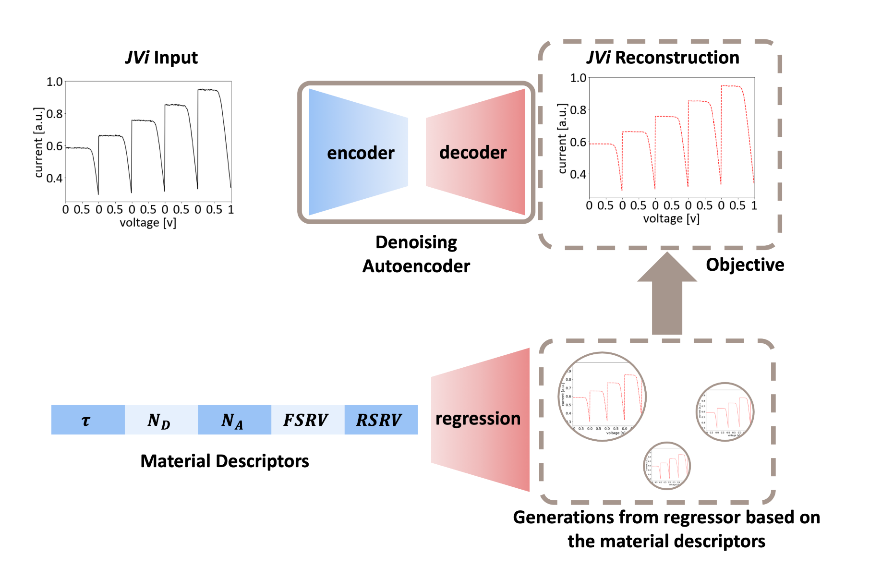 JVi Input
1.0
0.8
0.6
0.4
current [a.u.]
0 0.5 0 0.5 0 0.5 0 0.5 0 0.5 1
voltage [v]
encoder
decoder
Denoising
Autoencoder
JVi Reconstruction
1.0
0.8
0.6
0.4
current [a.u.]
0 0.5 0 0.5 0 0.5 0 0.5 0 0.5 1
voltage [v]
Objective
τ N_D N_A FSRV RSRV
Material Descriptors
regression
Generations from regressor based on
the material descriptors